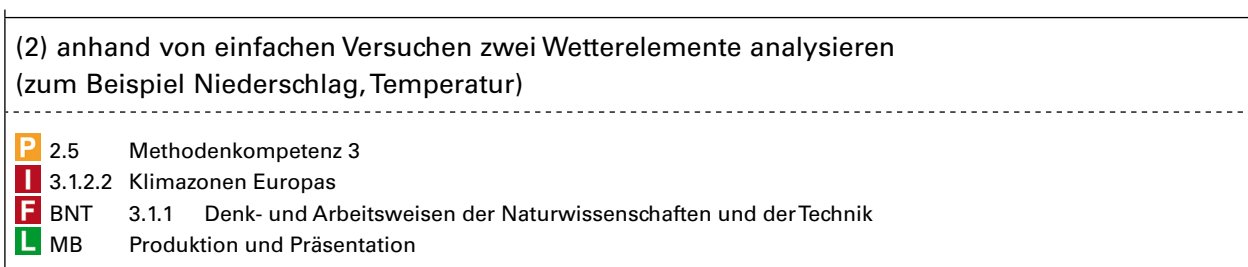 (2) anhand von einfachen Versuchen zwei Wetterelemente analysieren
(zum Beispiel Niederschlag, Temperatur)
P 2.5 Methodenkompetenz 3
I 3.1.2.2 Klimazonen Europas
F BNT 3.1.1 Denk- und Arbeitsweisen der Naturwissenschaften und der Technik
L MB Produktion und Präsentation